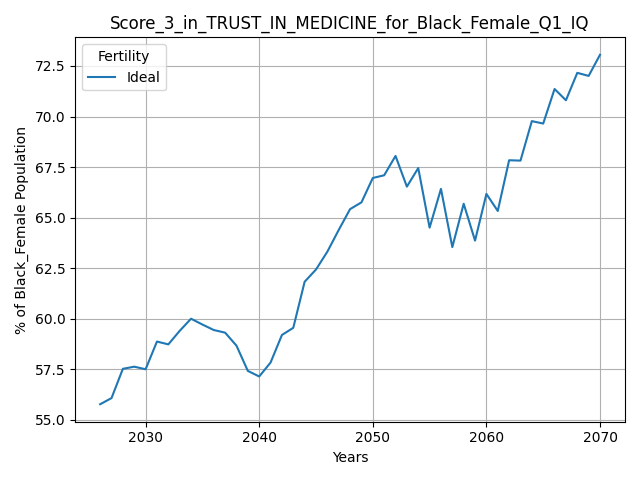 Score_3_in_TRUST_IN_MEDICINE_for_Black_Female_Q1_IQ
Fertility
Ideal
% of Black_Female Population
72.5
70.0
67.5
65.0
62.5
60.0
57.5
55.0
2030 2040 2050 2060 2070
Years